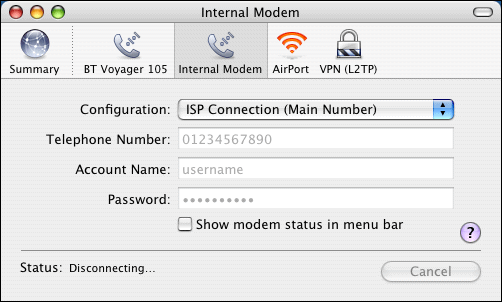 Internal Modem
Summary BT Voyager 105 Internal Modem AirPort VPN (L2TP)
Configuration: ISP Connection (Main Number)
Telephone Number: 01234567890
Account Name: username
Password: ••••••••••
Show modem status in menu bar
?
Status: Disconnecting... Cancel